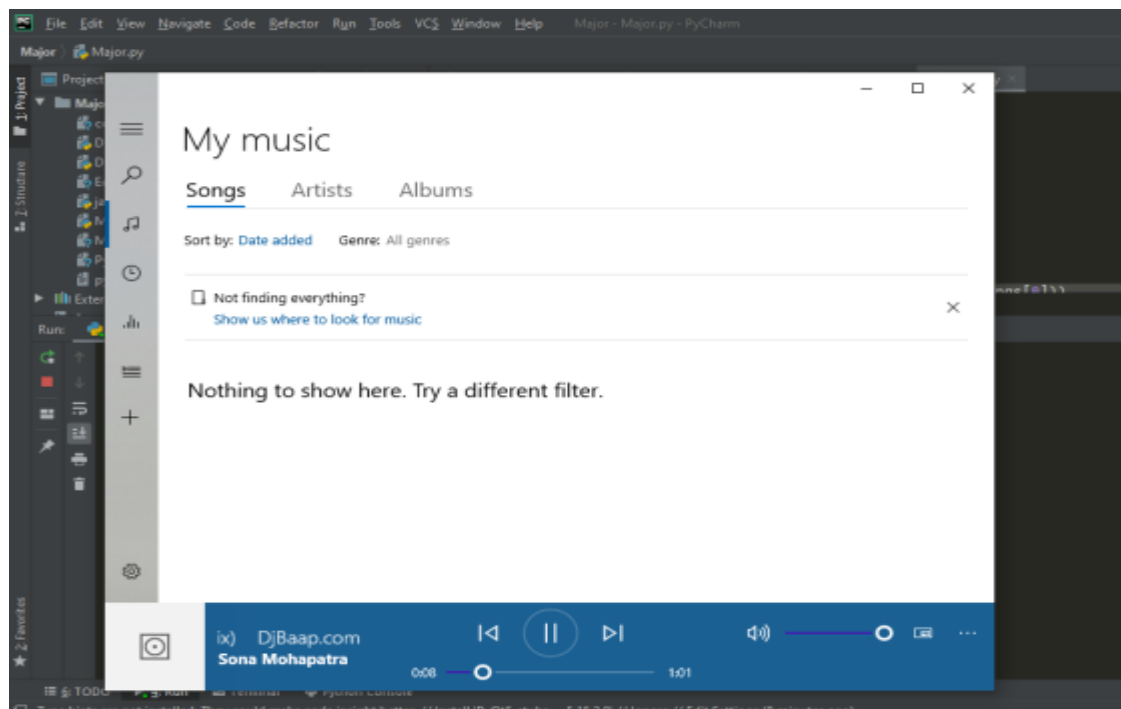 File Edit View Navigate Code Refactor Run Tools VCS Window Help Major - Major.py - PyCharm
Major Major.py
1: Project
Project
Majo
My music
Songs Artists Albums
Sort by: Date added Genre: All genres
Not finding everything?
Show us where to look for music
Nothing to show here. Try a different filter.
Exter
Run:
Z: Structure
2: Favorites
ix) DjBaap.com
Sona Mohapatra
0:08 1:01
6: TODO Run Terminal Python Console